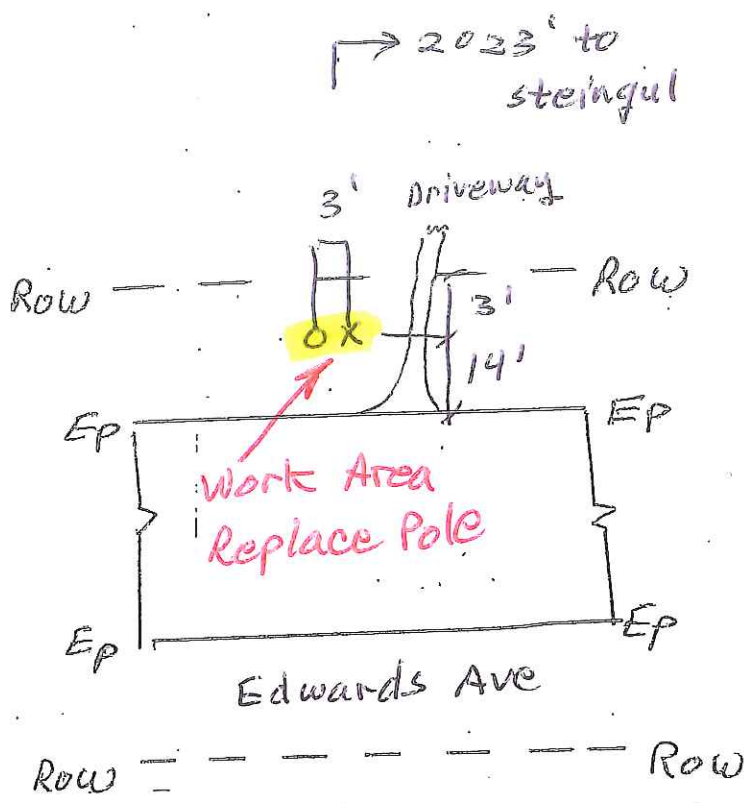 2023' to
steingul
3' Driveway
Row Row
3'
O X
14'
Ep Ep
Work Area
Replace Pole
Ep Ep
Edwards Ave
Row Row